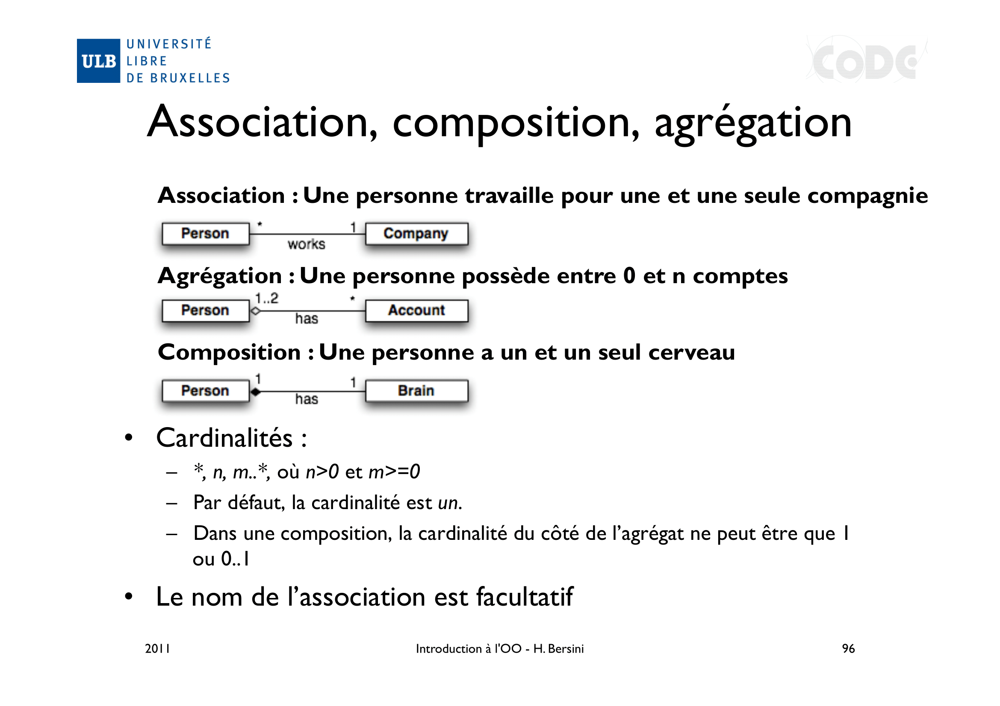 ULB
UNIVERSITÉ
LIBRE
DE BRUXELLES
CoDE
Association, composition, agrégation
Association : Une personne travaille pour une et une seule compagnie
Person * works 1 Company
Agrégation : Une personne possède entre 0 et n comptes
Person 1..2 has * Account
Composition : Une personne a un et un seul cerveau
Person 1 has 1 Brain
• Cardinalités :
– *, n, m..*, où n>0 et m>=0
– Par défaut, la cardinalité est un.
– Dans une composition, la cardinalité du côté de l’agrégat ne peut être que 1
ou 0..1
• Le nom de l’association est facultatif
2011 Introduction à l'OO - H. Bersini 96